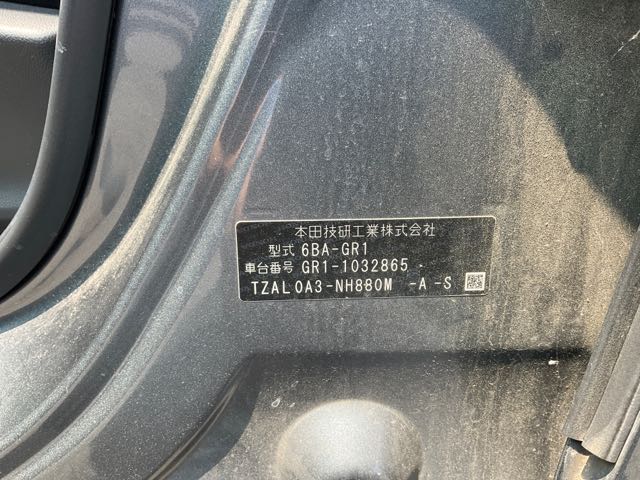 本田技研工業株式会社
型式 6BA-GR1
車台番号 GR1-1032865
TZAL0A3-NH880M -A -S